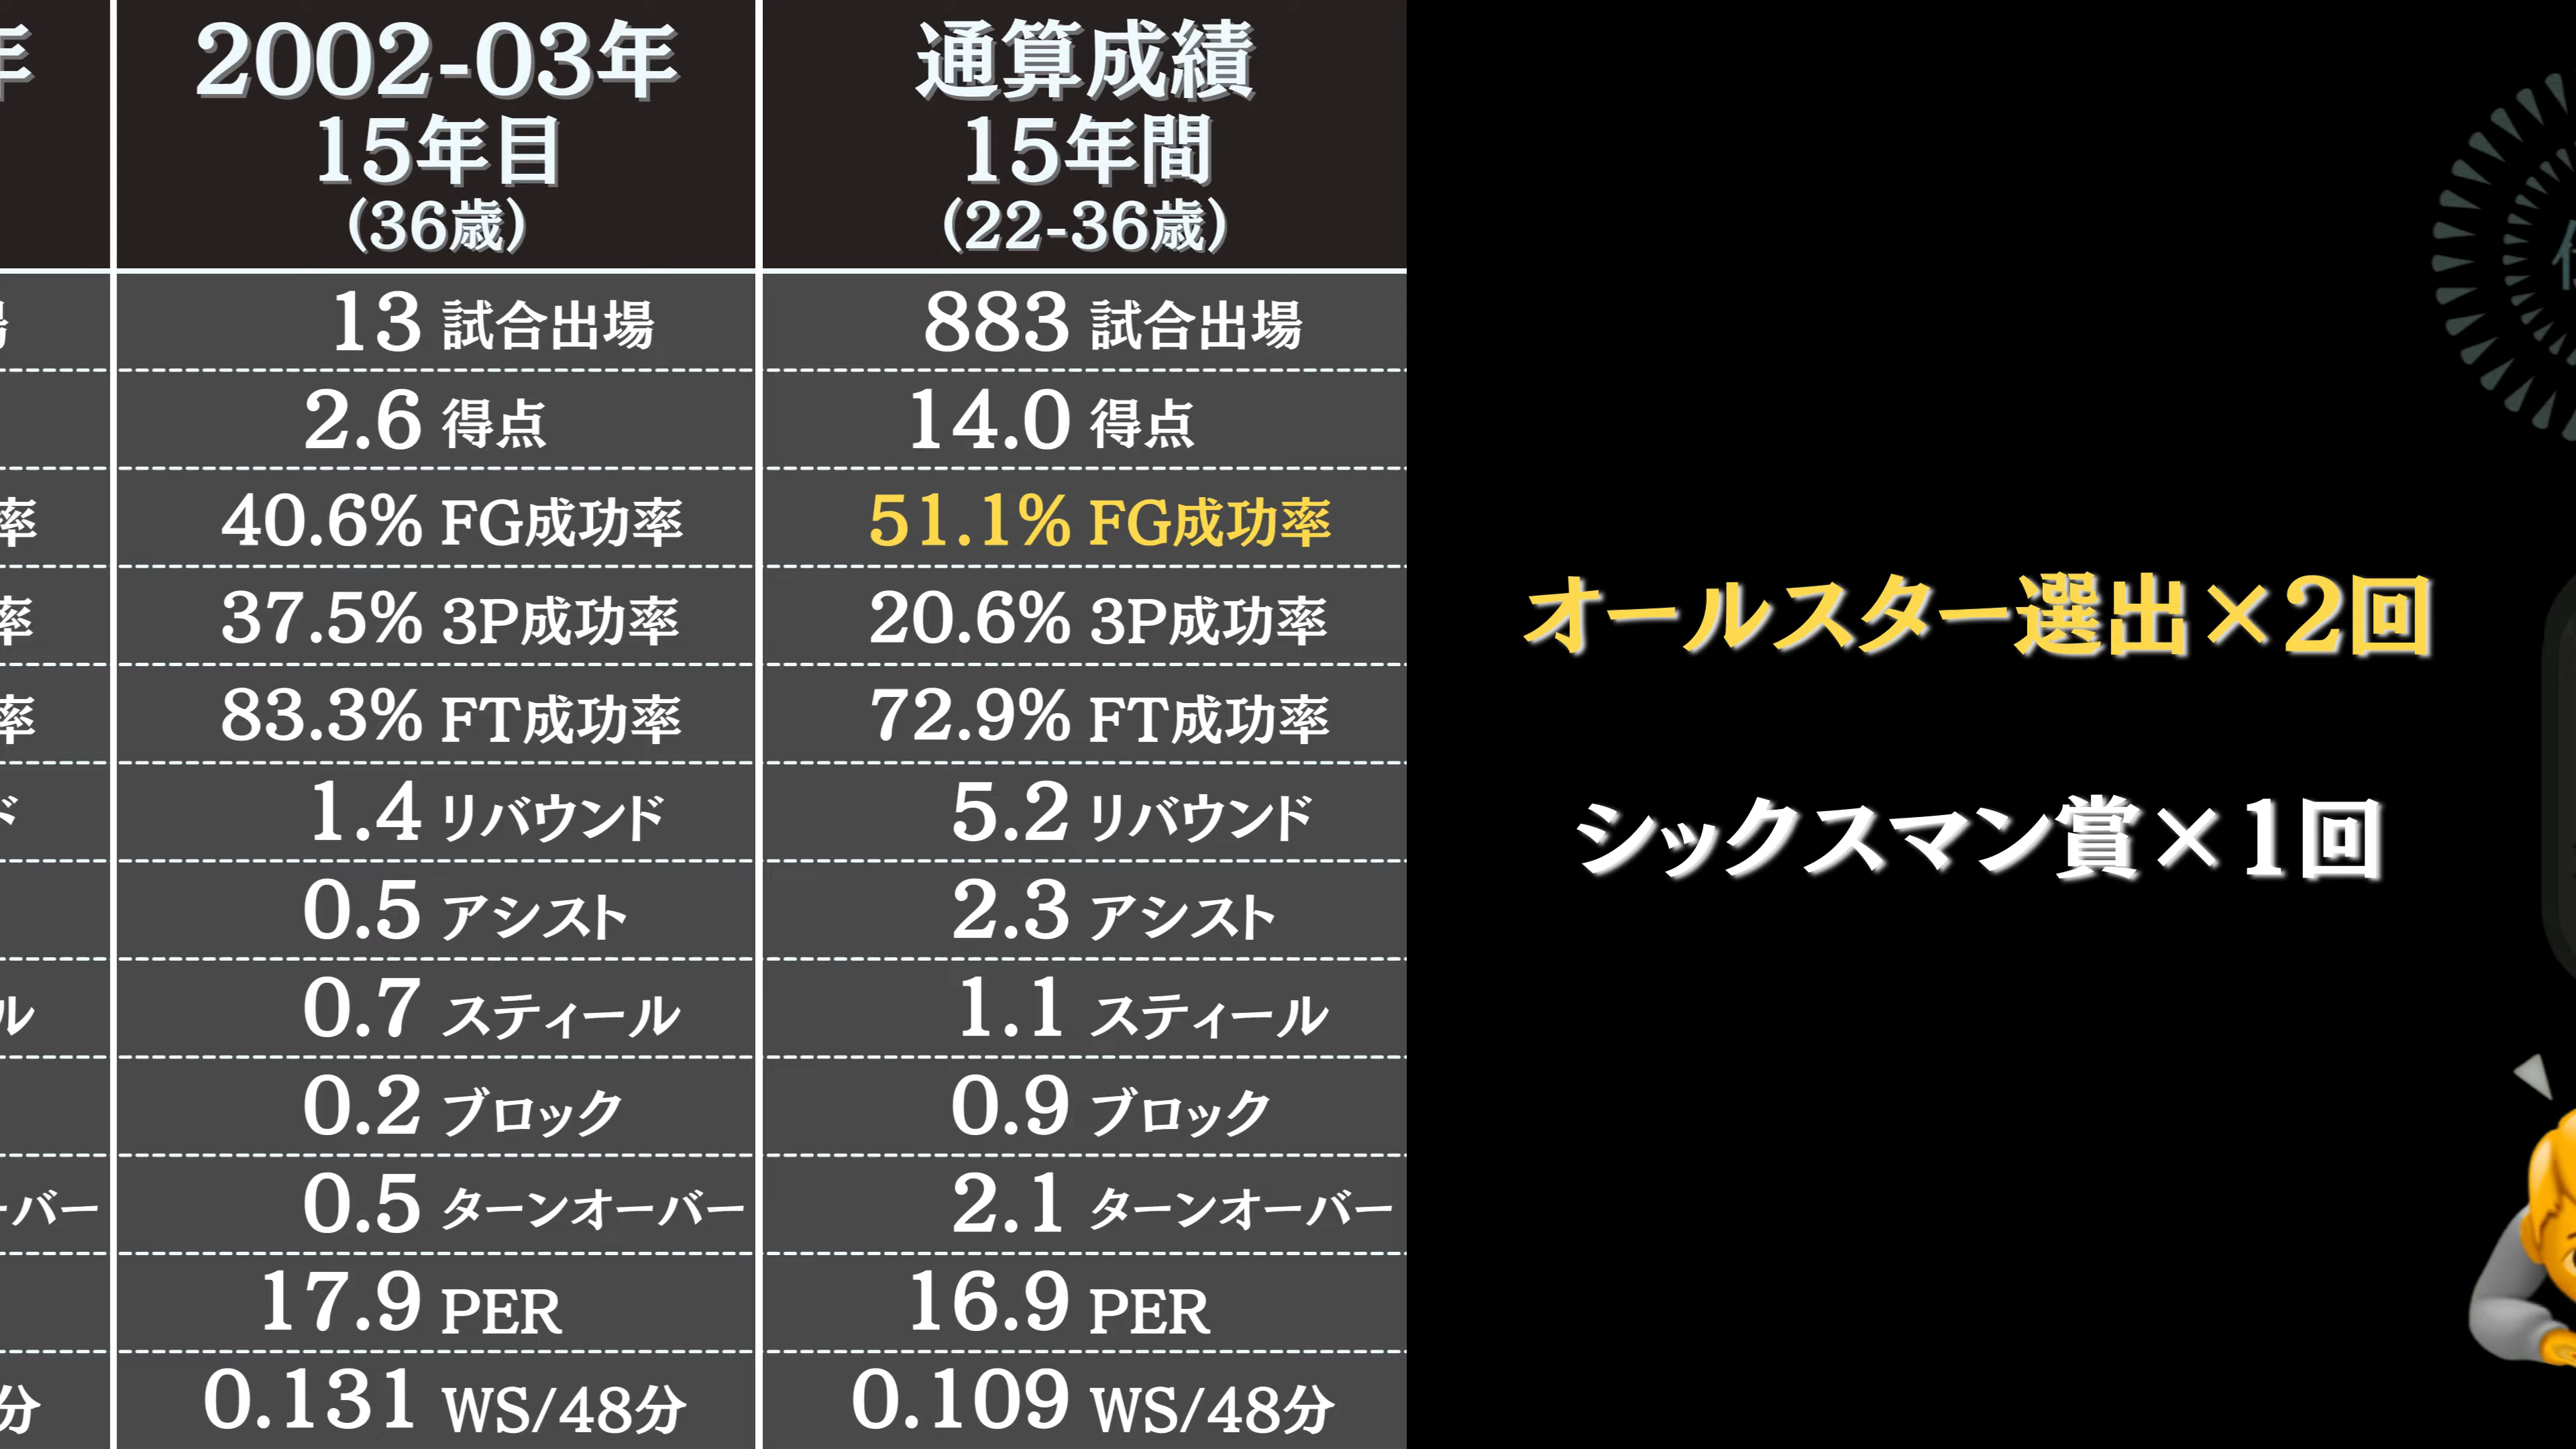 2002-03年
15年目
(36歳)
13 試合出場
2.6 得点
40.6% FG成功率
37.5% 3P成功率
83.3% FT成功率
1.4 リバウンド
0.5 アシスト
0.7 スティール
0.2 ブロック
0.5 ターンオーバー
17.9 PER
0.131 WS/48分
通算成績
15年間
(22-36歳)
883 試合出場
14.0 得点
51.1% FG成功率
20.6% 3P成功率
72.9% FT成功率
5.2 リバウンド
2.3 アシスト
1.1 スティール
0.9 ブロック
2.1 ターンオーバー
16.9 PER
0.109 WS/48分
オールスター選出×2回
シックスマン賞×1回